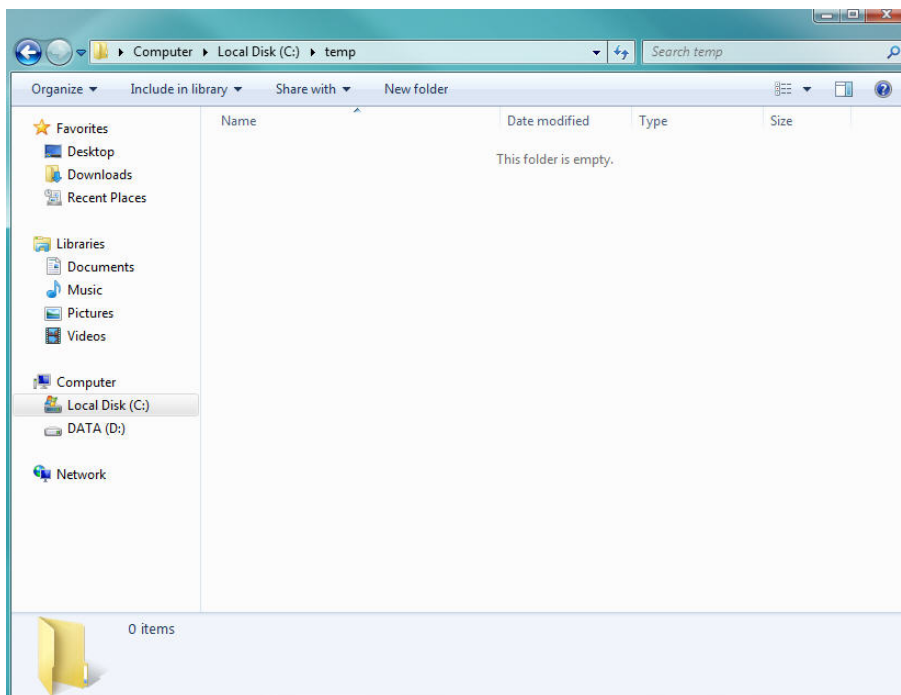 Computer Local Disk (C:) temp Search temp
Organize Include in library Share with New folder
Name Date modified Type Size
This folder is empty.
Favorites
Desktop
Downloads
Recent Places
Libraries
Documents
Music
Pictures
Videos
Computer
Local Disk (C:)
DATA (D:)
Network
0 items